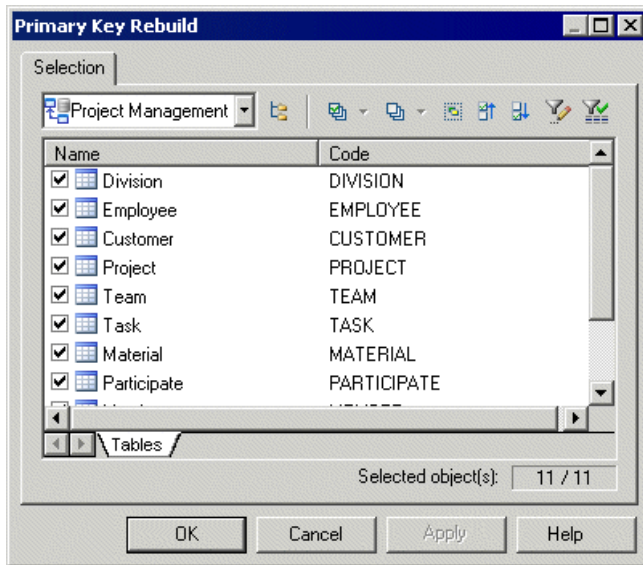 Primary Key Rebuild
Selection
Project Management
Name Code
Division DIVISION
Employee EMPLOYEE
Customer CUSTOMER
Project PROJECT
Team TEAM
Task TASK
Material MATERIAL
Participate PARTICIPATE
Tables
Selected object(s): 11 / 11
OK Cancel Apply Help